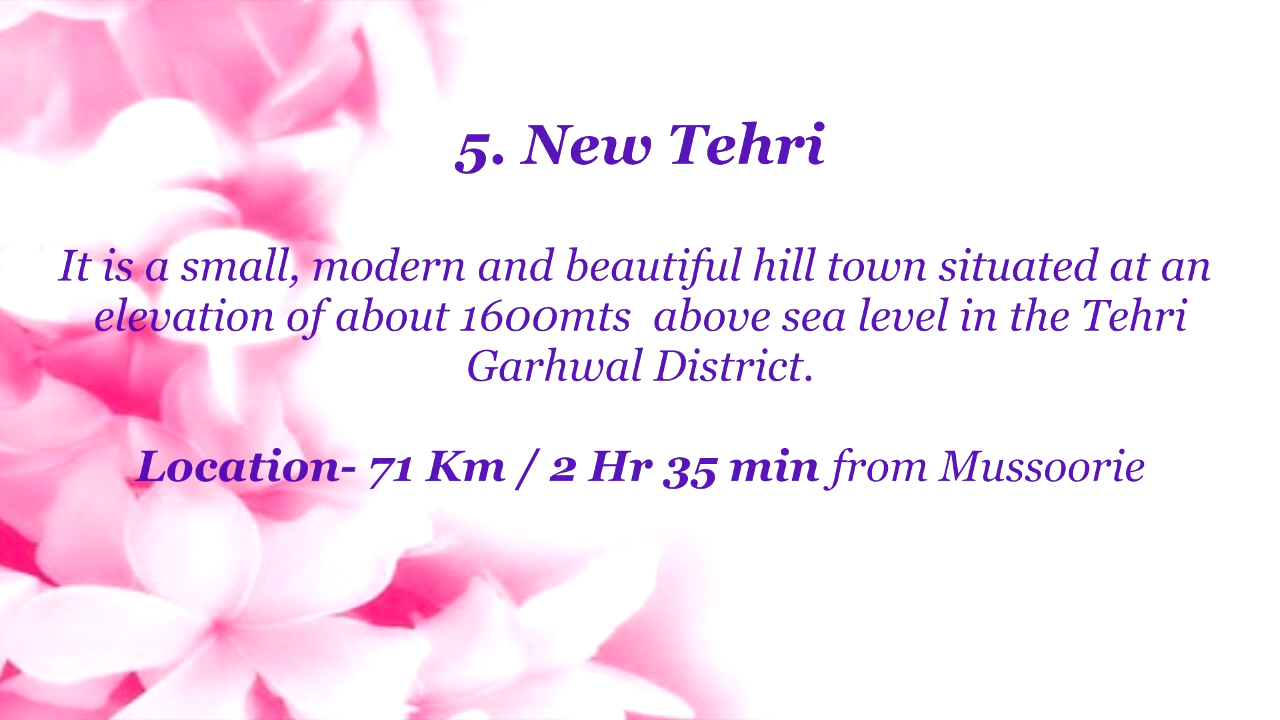 5. New Tehri
It is a small, modern and beautiful hill town situated at an
elevation of about 1600mts  above sea level in the Tehri
Garhwal District.
Location- 71 Km / 2 Hr 35 min from Mussoorie